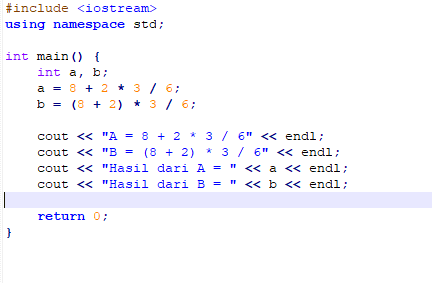 #include <iostream>
using namespace std;
int main() {
int a, b;
a = 8 + 2 * 3 / 6;
b = (8 + 2) * 3 / 6;
cout << "A = 8 + 2 * 3 / 6" << endl;
cout << "B = (8 + 2) * 3 / 6" << endl;
cout << "Hasil dari A = " << a << endl;
cout << "Hasil dari B = " << b << endl;
return 0;
}